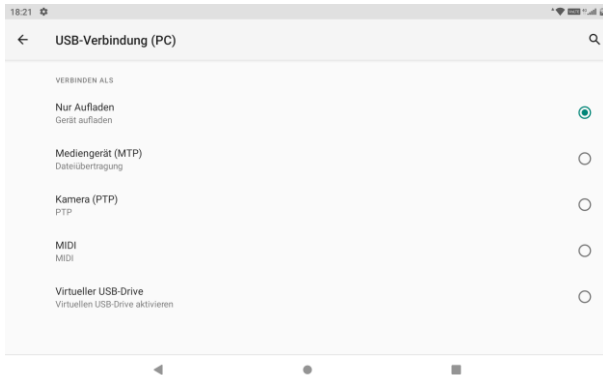 18:21
USB-Verbindung (PC)
VERBINDEN ALS
Nur Aufladen
Gerät aufladen
Mediengerät (MTP)
Dateiübertragung
Kamera (PTP)
PTP
MIDI
MIDI
Virtueller USB-Drive
Virtuellen USB-Drive aktivieren